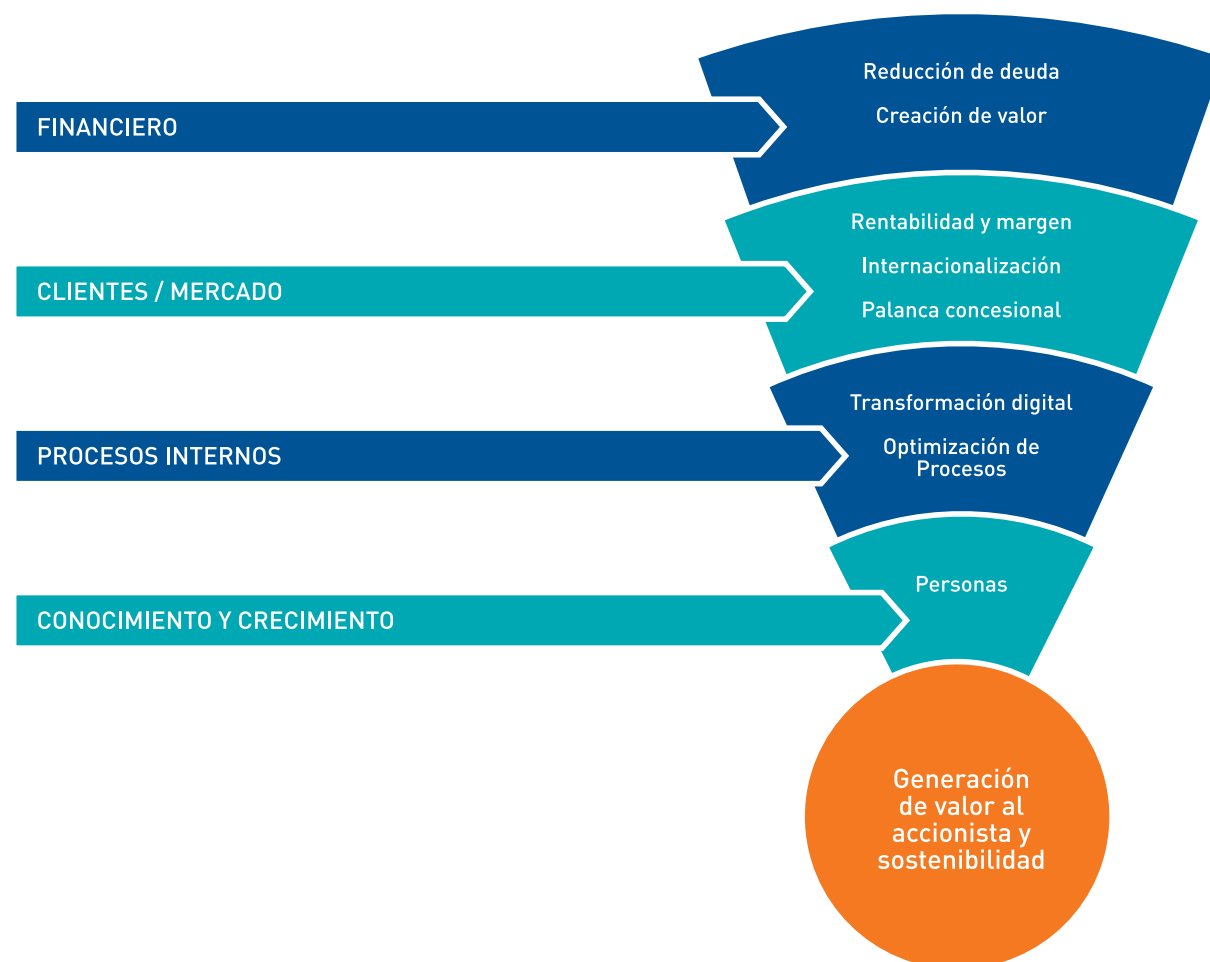 FINANCIERO
Reducción de deuda
Creación de valor
CLIENTES / MERCADO
Rentabilidad y margen
Internacionalización
Palanca concesional
PROCESOS INTERNOS
Transformación digital
Optimización de
Procesos
CONOCIMIENTO Y CRECIMIENTO
Personas
Generación
de valor al
accionista y
sostenibilidad